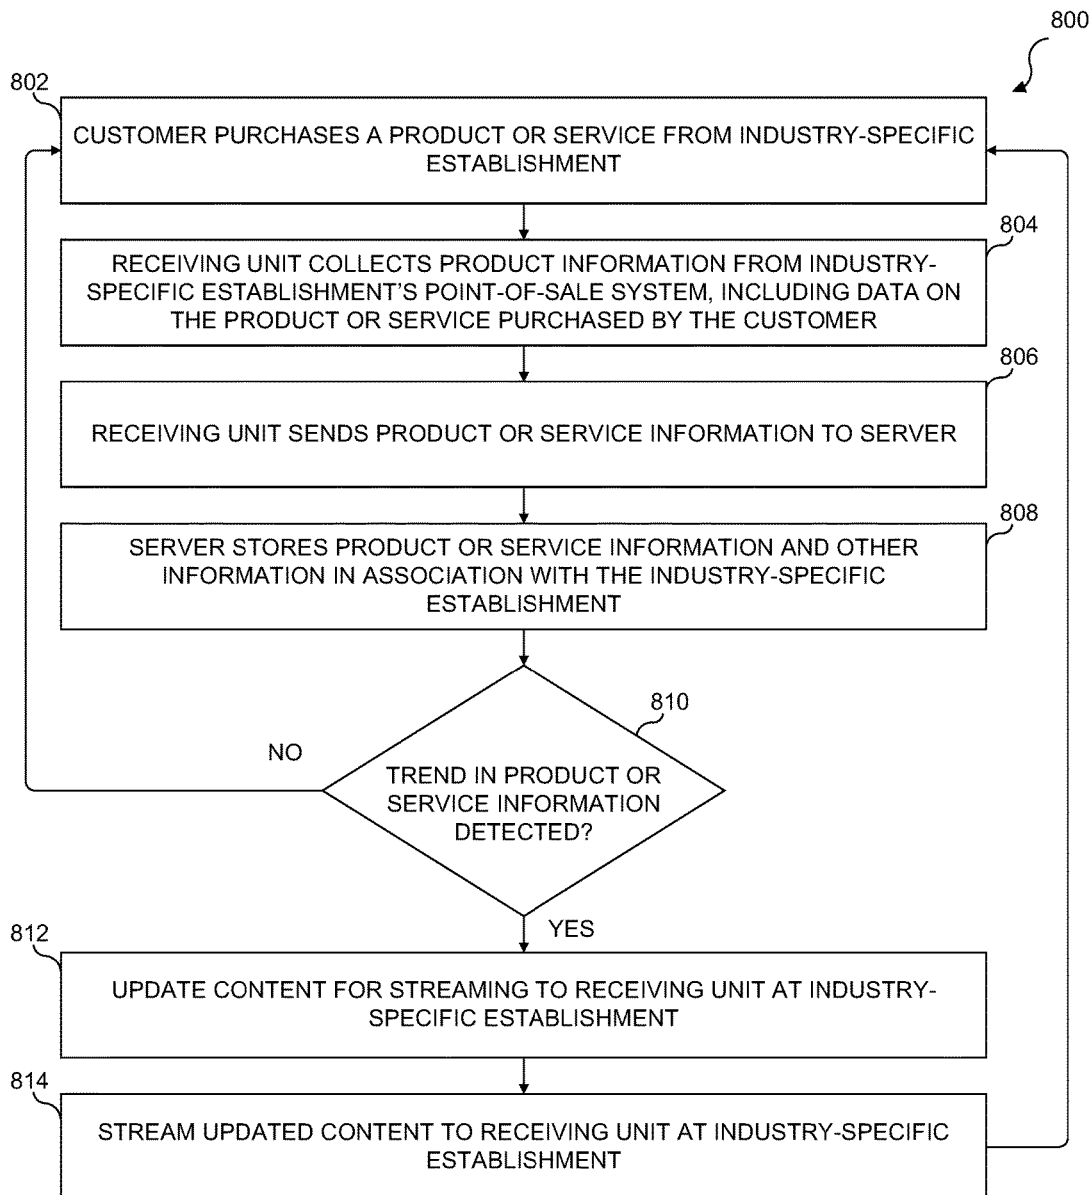 800
802
CUSTOMER PURCHASES A PRODUCT OR SERVICE FROM INDUSTRY-SPECIFIC
ESTABLISHMENT
804
RECEIVING UNIT COLLECTS PRODUCT INFORMATION FROM INDUSTRY-
SPECIFIC ESTABLISHMENT'S POINT-OF-SALE SYSTEM, INCLUDING DATA ON
THE PRODUCT OR SERVICE PURCHASED BY THE CUSTOMER
806
RECEIVING UNIT SENDS PRODUCT OR SERVICE INFORMATION TO SERVER
808
SERVER STORES PRODUCT OR SERVICE INFORMATION AND OTHER
INFORMATION IN ASSOCIATION WITH THE INDUSTRY-SPECIFIC
ESTABLISHMENT
810
NO
TREND IN PRODUCT OR
SERVICE INFORMATION
DETECTED?
YES
812
UPDATE CONTENT FOR STREAMING TO RECEIVING UNIT AT INDUSTRY-
SPECIFIC ESTABLISHMENT
814
STREAM UPDATED CONTENT TO RECEIVING UNIT AT INDUSTRY-SPECIFIC
ESTABLISHMENT